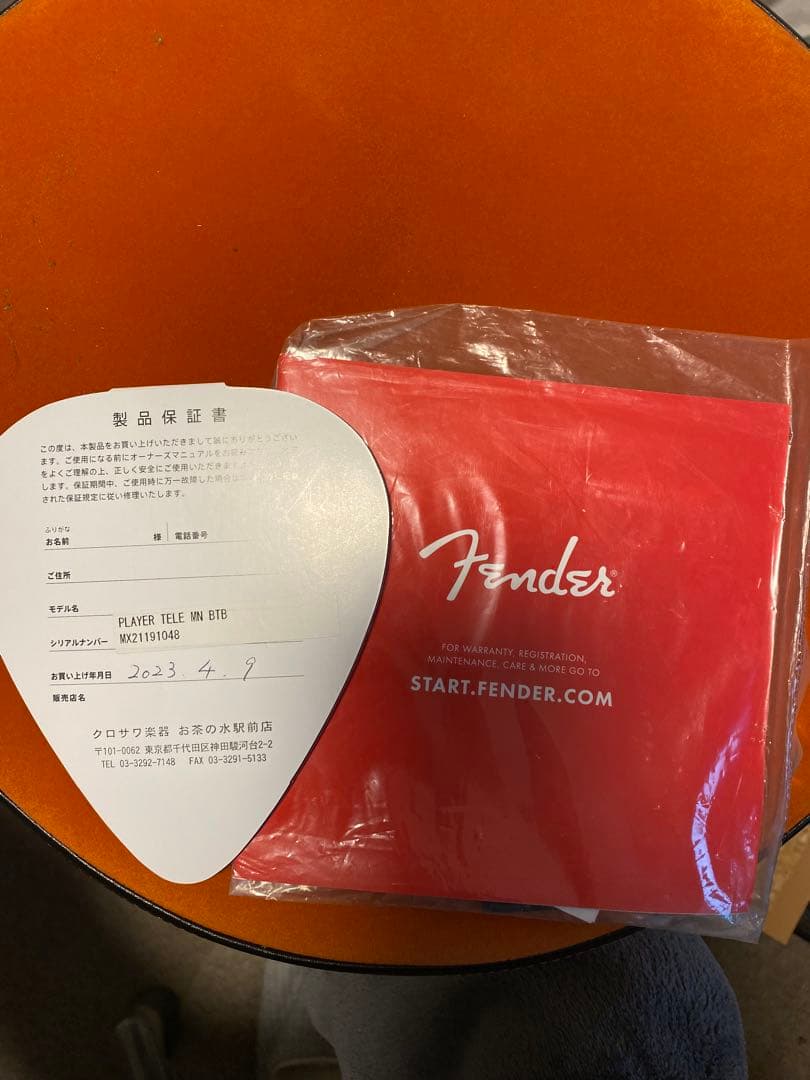 製品保証書
この度は、本製品をお買い上げいただきまして誠にありがとうござい
ます。ご使用になる前にオーナーズマニュアルをお読み
をよくご理解の上、正しく安全にご使用いただきま
します。保証期間中、ご使用時に万一故障した場合は
された保証規定に従い修理いたします。
ふりがな
お名前 様 電話番号
ご住所
モデル名
PLAYER TELE MN BTB
シリアルナンバー MX21191048
お買い上げ年月日 2023.4.9
販売店名
クロサワ楽器 お茶の水駅前店
〒101-0062 東京都千代田区神田駿河台2-2
TEL 03-3292-7148 FAX 03-3291-5133
Fender®
FOR WARRANTY, REGISTRATION,
MAINTENANCE, CARE & MORE GO TO
START.FENDER.COM